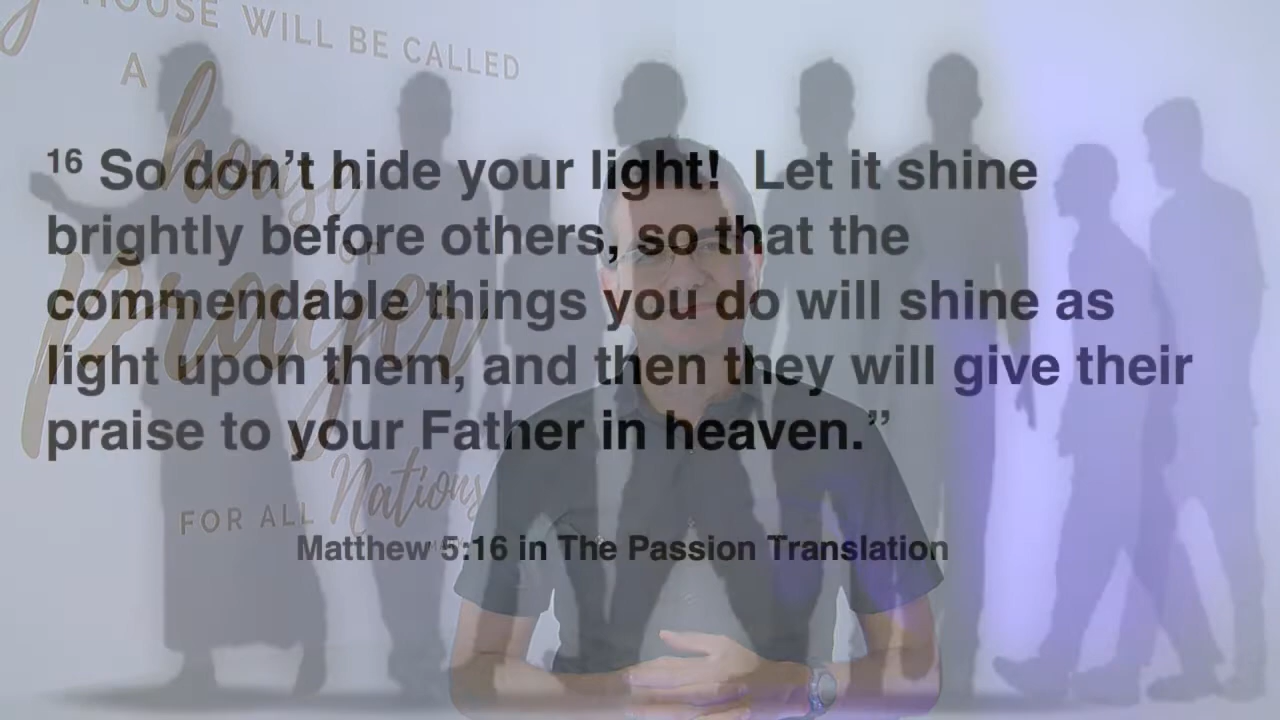 HOUSE WILL BE CALLED
A house
OF
prayer
FOR ALL Nations
16 So don’t hide your light! Let it shine
brightly before others, so that the
commendable things you do will shine as
light upon them, and then they will give their
praise to your Father in heaven.”
Matthew 5:16 in The Passion Translation